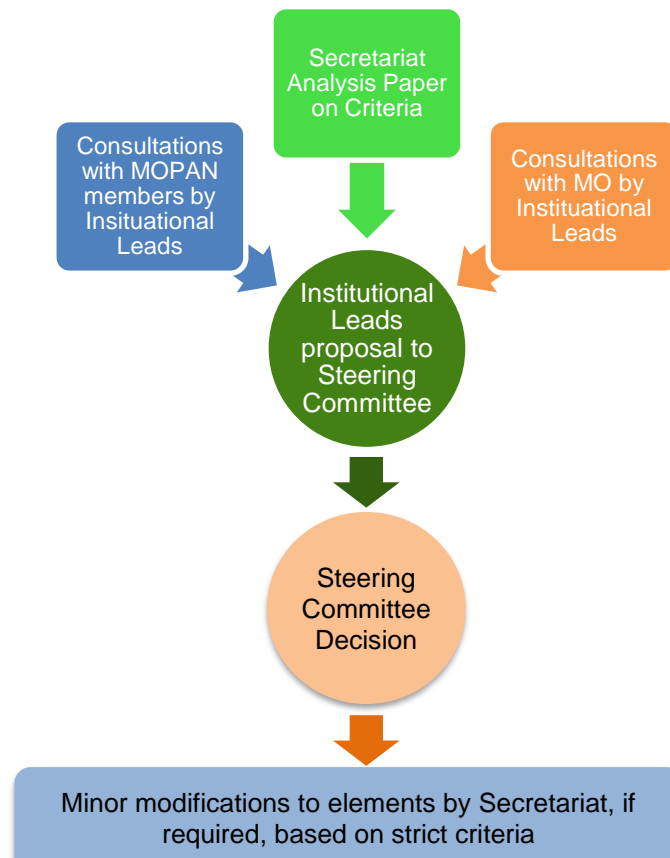 Secretariat
Analysis Paper
on Criteria
Consultations
with MOPAN
members by
Insituational
Leads
Consultations
with MO by
Instituational
Leads
Institutional
Leads
proposal to
Steering
Committee
Steering
Committee
Decision
Minor modifications to elements by Secretariat, if
required, based on strict criteria